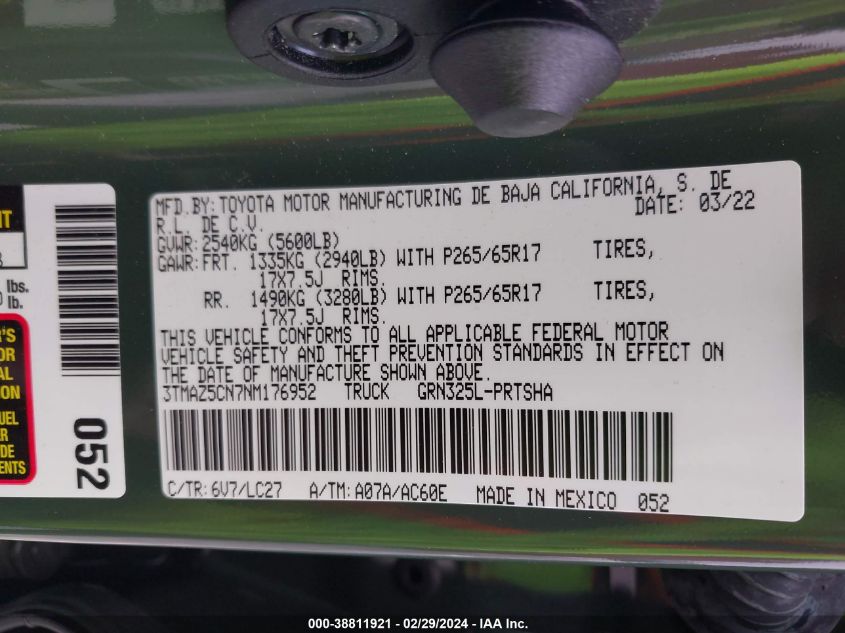 MFD.BY: TOYOTA MOTOR MANUFACTURING DE BAJA CALIFORNIA, S. DE
R.L. DE C.V. DATE: 03/22
GVWR: 2540KG (5600LB)
GAWR: FRT. 1335KG (2940LB) WITH P265/65R17 TIRES,
17X7.5J RIMS.
RR. 1490KG (3280LB) WITH P265/65R17 TIRES,
17X7.5J RIMS.
THIS VEHICLE CONFORMS TO ALL APPLICABLE FEDERAL MOTOR
VEHICLE SAFETY AND THEFT PREVENTION STANDARDS IN EFFECT ON
THE DATE OF MANUFACTURE SHOWN ABOVE.
3TMAZ5CN7NM176952 TRUCK GRN325L-PRTSHA
C/TR: 6V7/LC27 A/TM: A07A/AC60E MADE IN MEXICO 052
lbs.
lb.
052
000-38811921 - 02/29/2024 - IAA Inc.